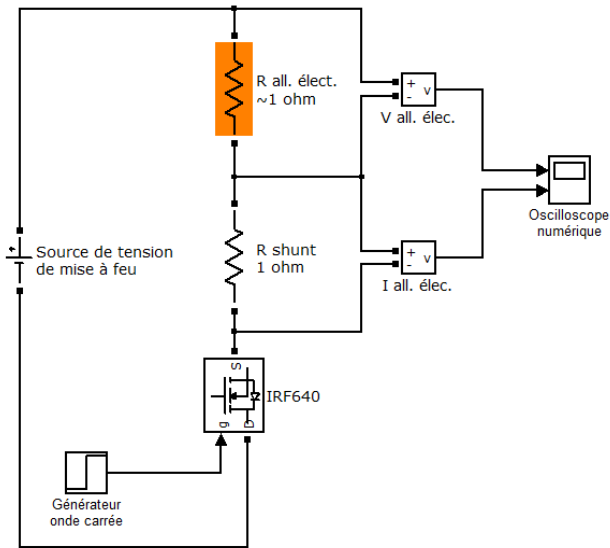 R all. élect.
~1 ohm
+
-
v
V all. élec.
Oscilloscope
numérique
Source de tension
de mise à feu
+
R shunt
1 ohm
+
-
v
I all. élec.
S
g
D
IRF640
Générateur
onde carrée